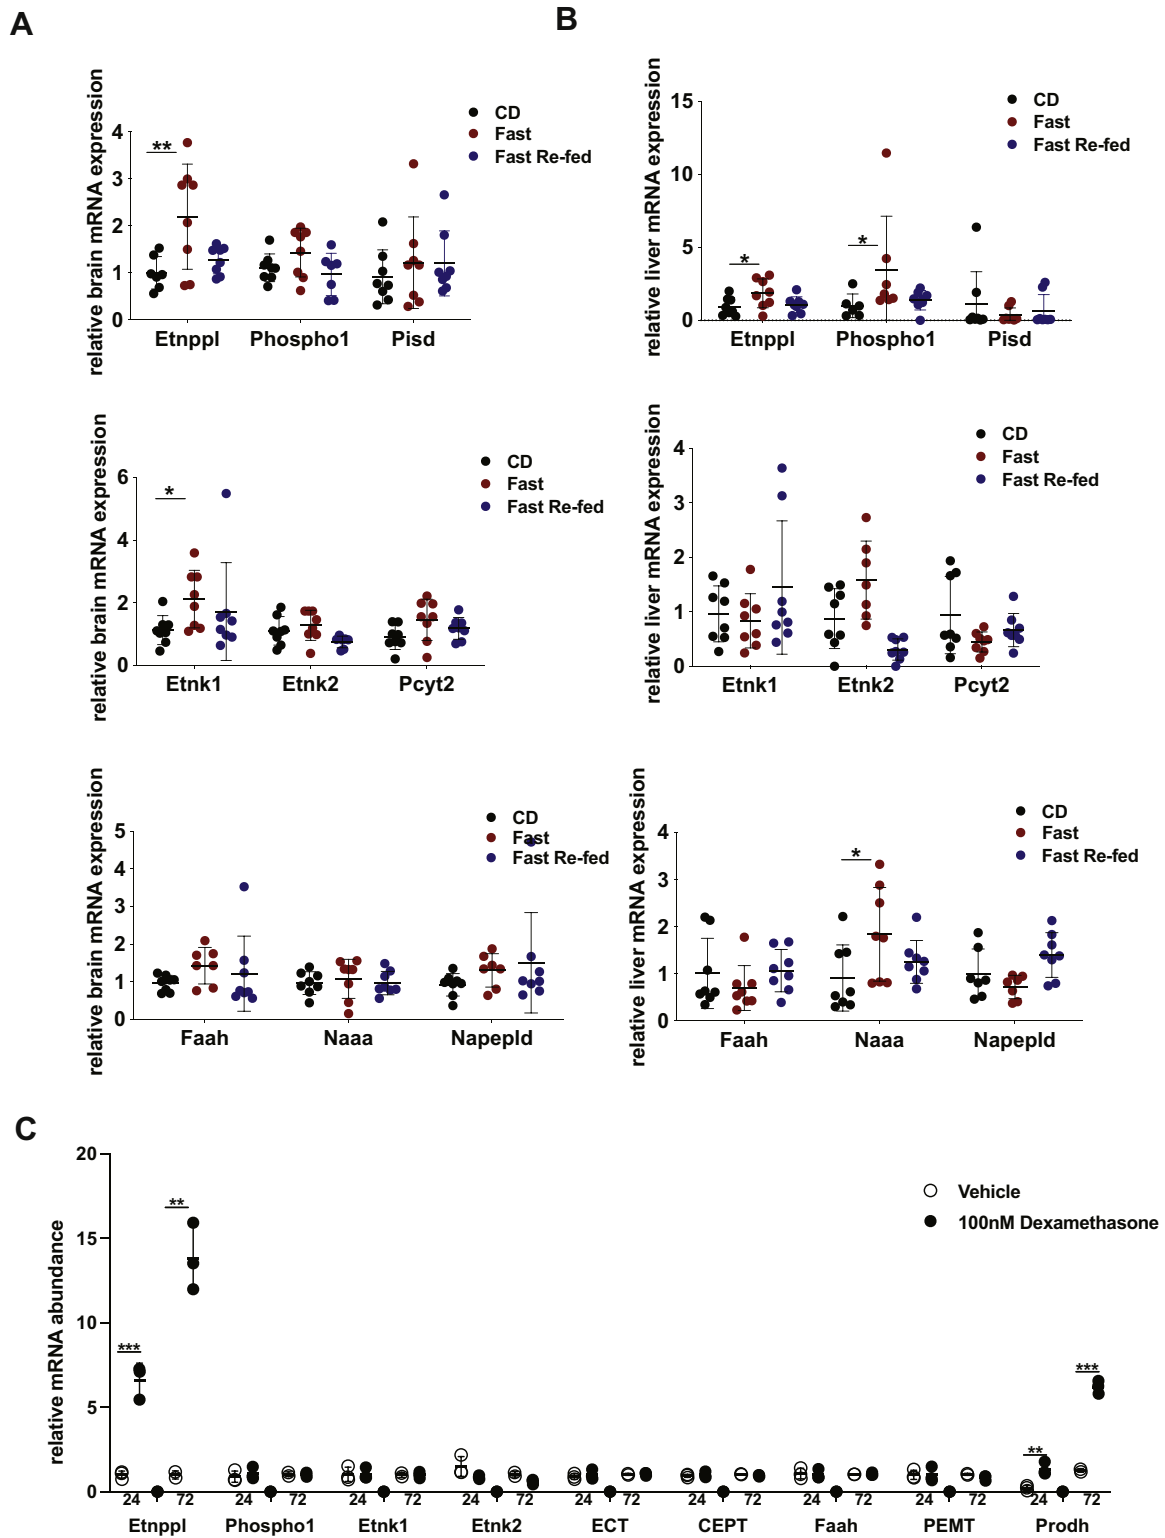 A
B
relative brain mRNA expression
4
3
2
1
0
**
CD
Fast
Fast Re-fed
Etnppl Phospho1 Pisd
relative liver mRNA expression
15
10
5
0
*
*
CD
Fast
Fast Re-fed
Etnppl Phospho1 Pisd
relative brain mRNA expression
6
4
2
0
*
CD
Fast
Fast Re-fed
Etnk1 Etnk2 Pcyt2
relative liver mRNA expression
4
3
2
1
0
CD
Fast
Fast Re-fed
Etnk1 Etnk2 Pcyt2
relative brain mRNA expression
5
4
3
2
1
0
CD
Fast
Fast Re-fed
Faah Naaa Napepld
relative liver mRNA expression
4
3
2
1
0
*
CD
Fast
Fast Re-fed
Faah Naaa Napepld
C
relative mRNA abundance
20
15
10
5
0
***
**
**
***
Vehicle
100nM Dexamethasone
24 72 24 72 24 72 24 72 24 72 24 72 24 72 24 72 24 72
Etnppl Phospho1 Etnk1 Etnk2 ECT CEPT Faah PEMT Prodh